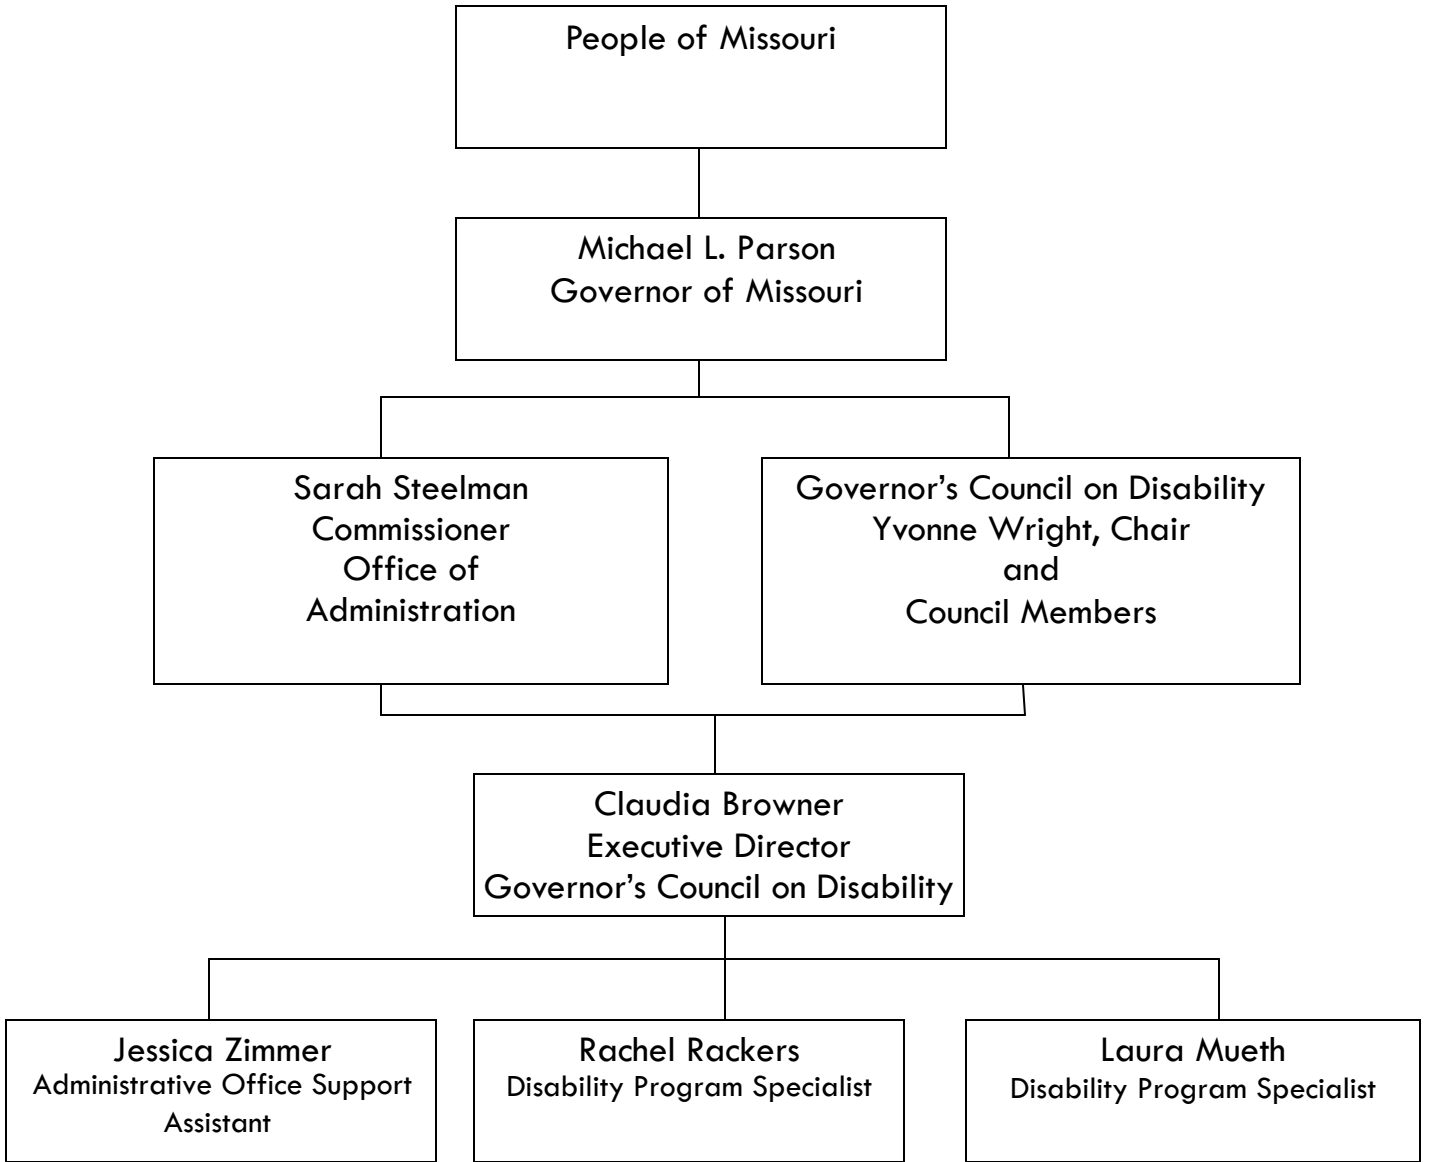 People of Missouri
Michael L. Parson
Governor of Missouri
Sarah Steelman
Commissioner
Office of
Administration
Governor’s Council on Disability
Yvonne Wright, Chair
and
Council Members
Claudia Browner
Executive Director
Governor’s Council on Disability
Jessica Zimmer
Administrative Office Support
Assistant
Rachel Rackers
Disability Program Specialist
Laura Mueth
Disability Program Specialist